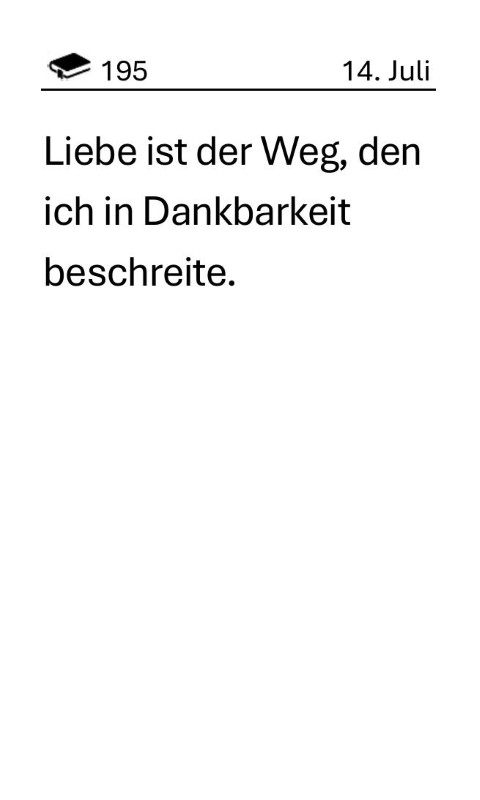 195 14. Juli
Liebe ist der Weg, den
ich in Dankbarkeit
beschreite.